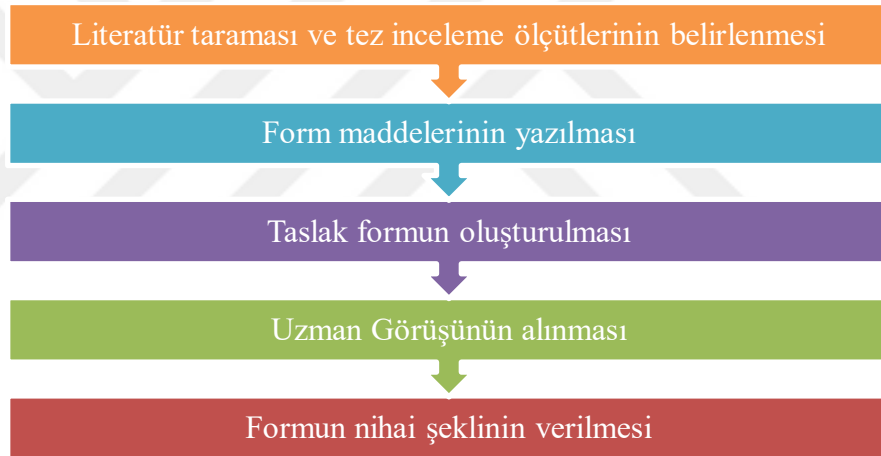 Literatür taraması ve tez inceleme ölçütlerinin belirlenmesi
Form maddelerinin yazılması
Taslak formun oluşturulması
Uzman Görüşünün alınması
Formun nihai şeklinin verilmesi